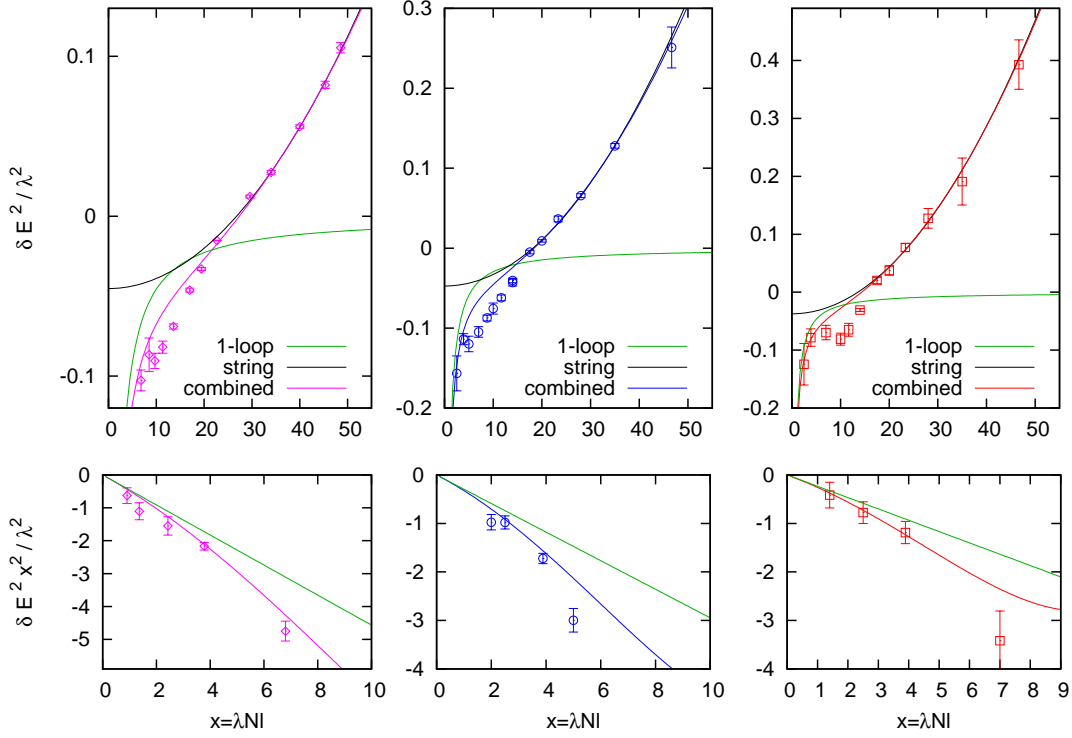 0.1
0
-0.1
0 10 20 30 40 50
δ E 2 / λ2
1-loop
string
combined
0.3
0.2
0.1
0
-0.1
-0.2
0 10 20 30 40 50
1-loop
string
combined
0.4
0.3
0.2
0.1
0
-0.1
-0.2
0 10 20 30 40 50
1-loop
string
combined
0
-1
-2
-3
-4
-5
0 2 4 6 8 10
δ E 2 x2 / λ2
x=λNl
0
-1
-2
-3
-4
0 2 4 6 8 10
x=λNl
0
-1
-2
-3
-4
0 1 2 3 4 5 6 7 8 9
x=λNl